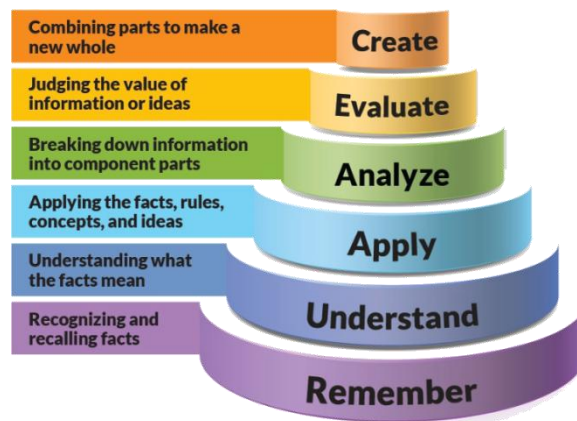 Combining parts to make a
new whole
Create
Judging the value of
information or ideas
Evaluate
Breaking down information
into component parts
Analyze
Applying the facts, rules,
concepts, and ideas
Apply
Understanding what
the facts mean
Understand
Recognizing and
recalling facts
Remember